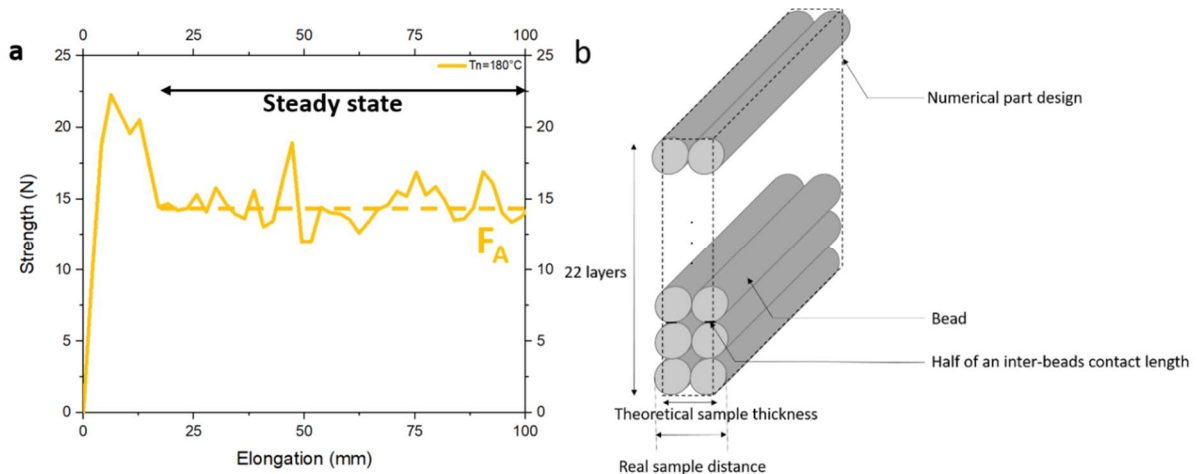 a
0 25 50 75 100
Tn=180°C
Steady state
25 25
20 20
15 15
10 10
5 5
0 0
Strength (N)
F_A
0 25 50 75 100
Elongation (mm)
b
Numerical part design
22 layers
Bead
Half of an inter-beads contact length
Theoretical sample thickness
Real sample distance